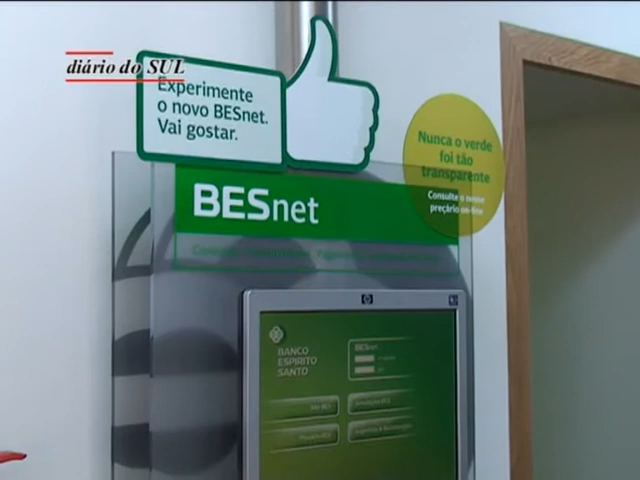 diário do SUL
Experimente
o novo BESnet.
Vai gostar.
Nunca o verde
foi tão
transparente
Consulte o nosso
preçário on-line
BESnet
hp
BANCO
ESPIRITO
SANTO
BESnet